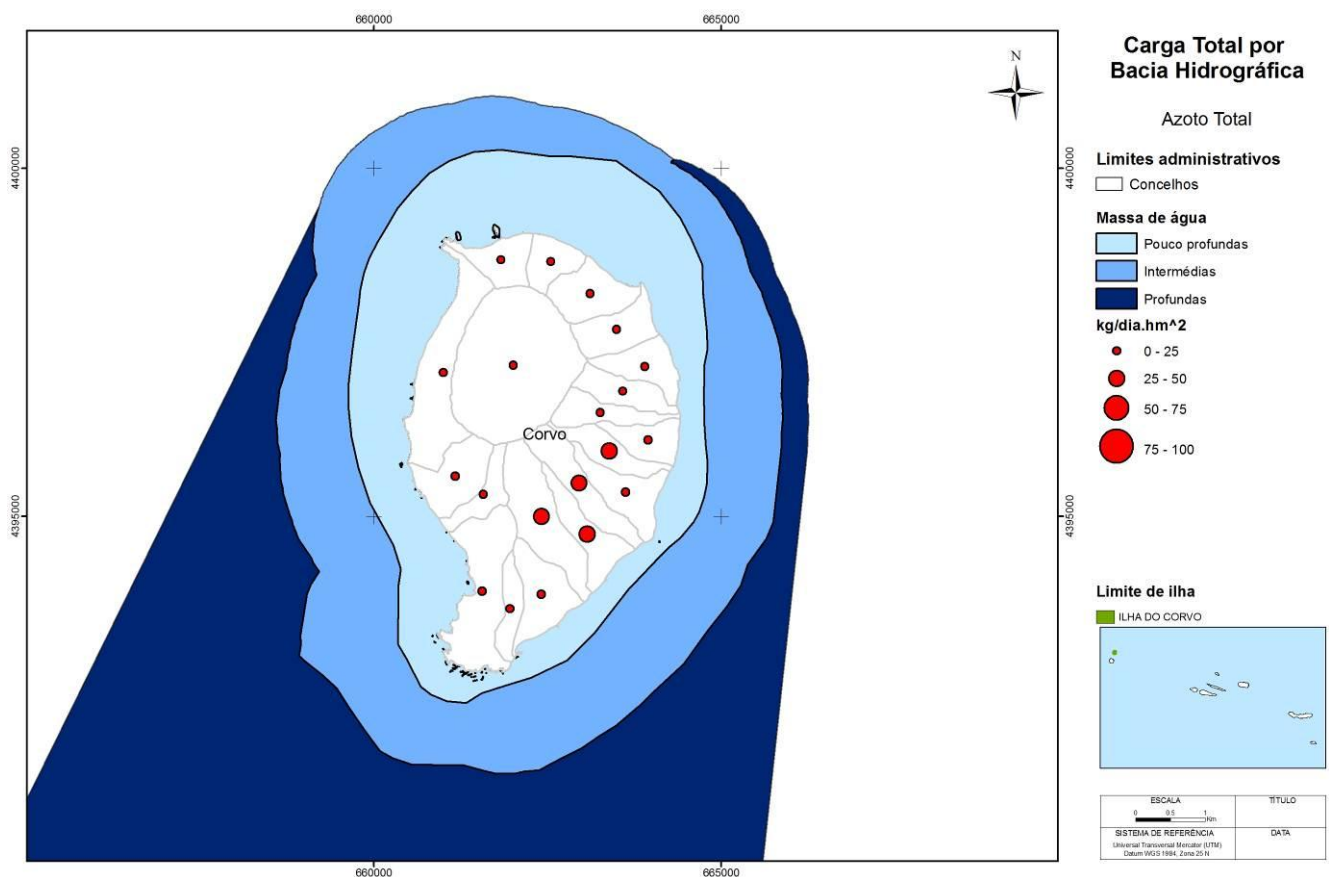 660000
665000
4400000
4400000
4395000
4395000
660000
665000
N
Corvo
Carga Total por
Bacia Hidrográfica
Azoto Total
Limites administrativos
Concelhos
Massa de água
Pouco profundas
Intermédias
Profundas
kg/dia.hm^2
0 - 25
25 - 50
50 - 75
75 - 100
Limite de ilha
ILHA DO CORVO
ESCALA
TÍTULO
0 0.5 1
Km
SISTEMA DE REFERÊNCIA
DATA
Universal Transversal Mercator (UTM)
Datum WGS 1984, Zona 25 N